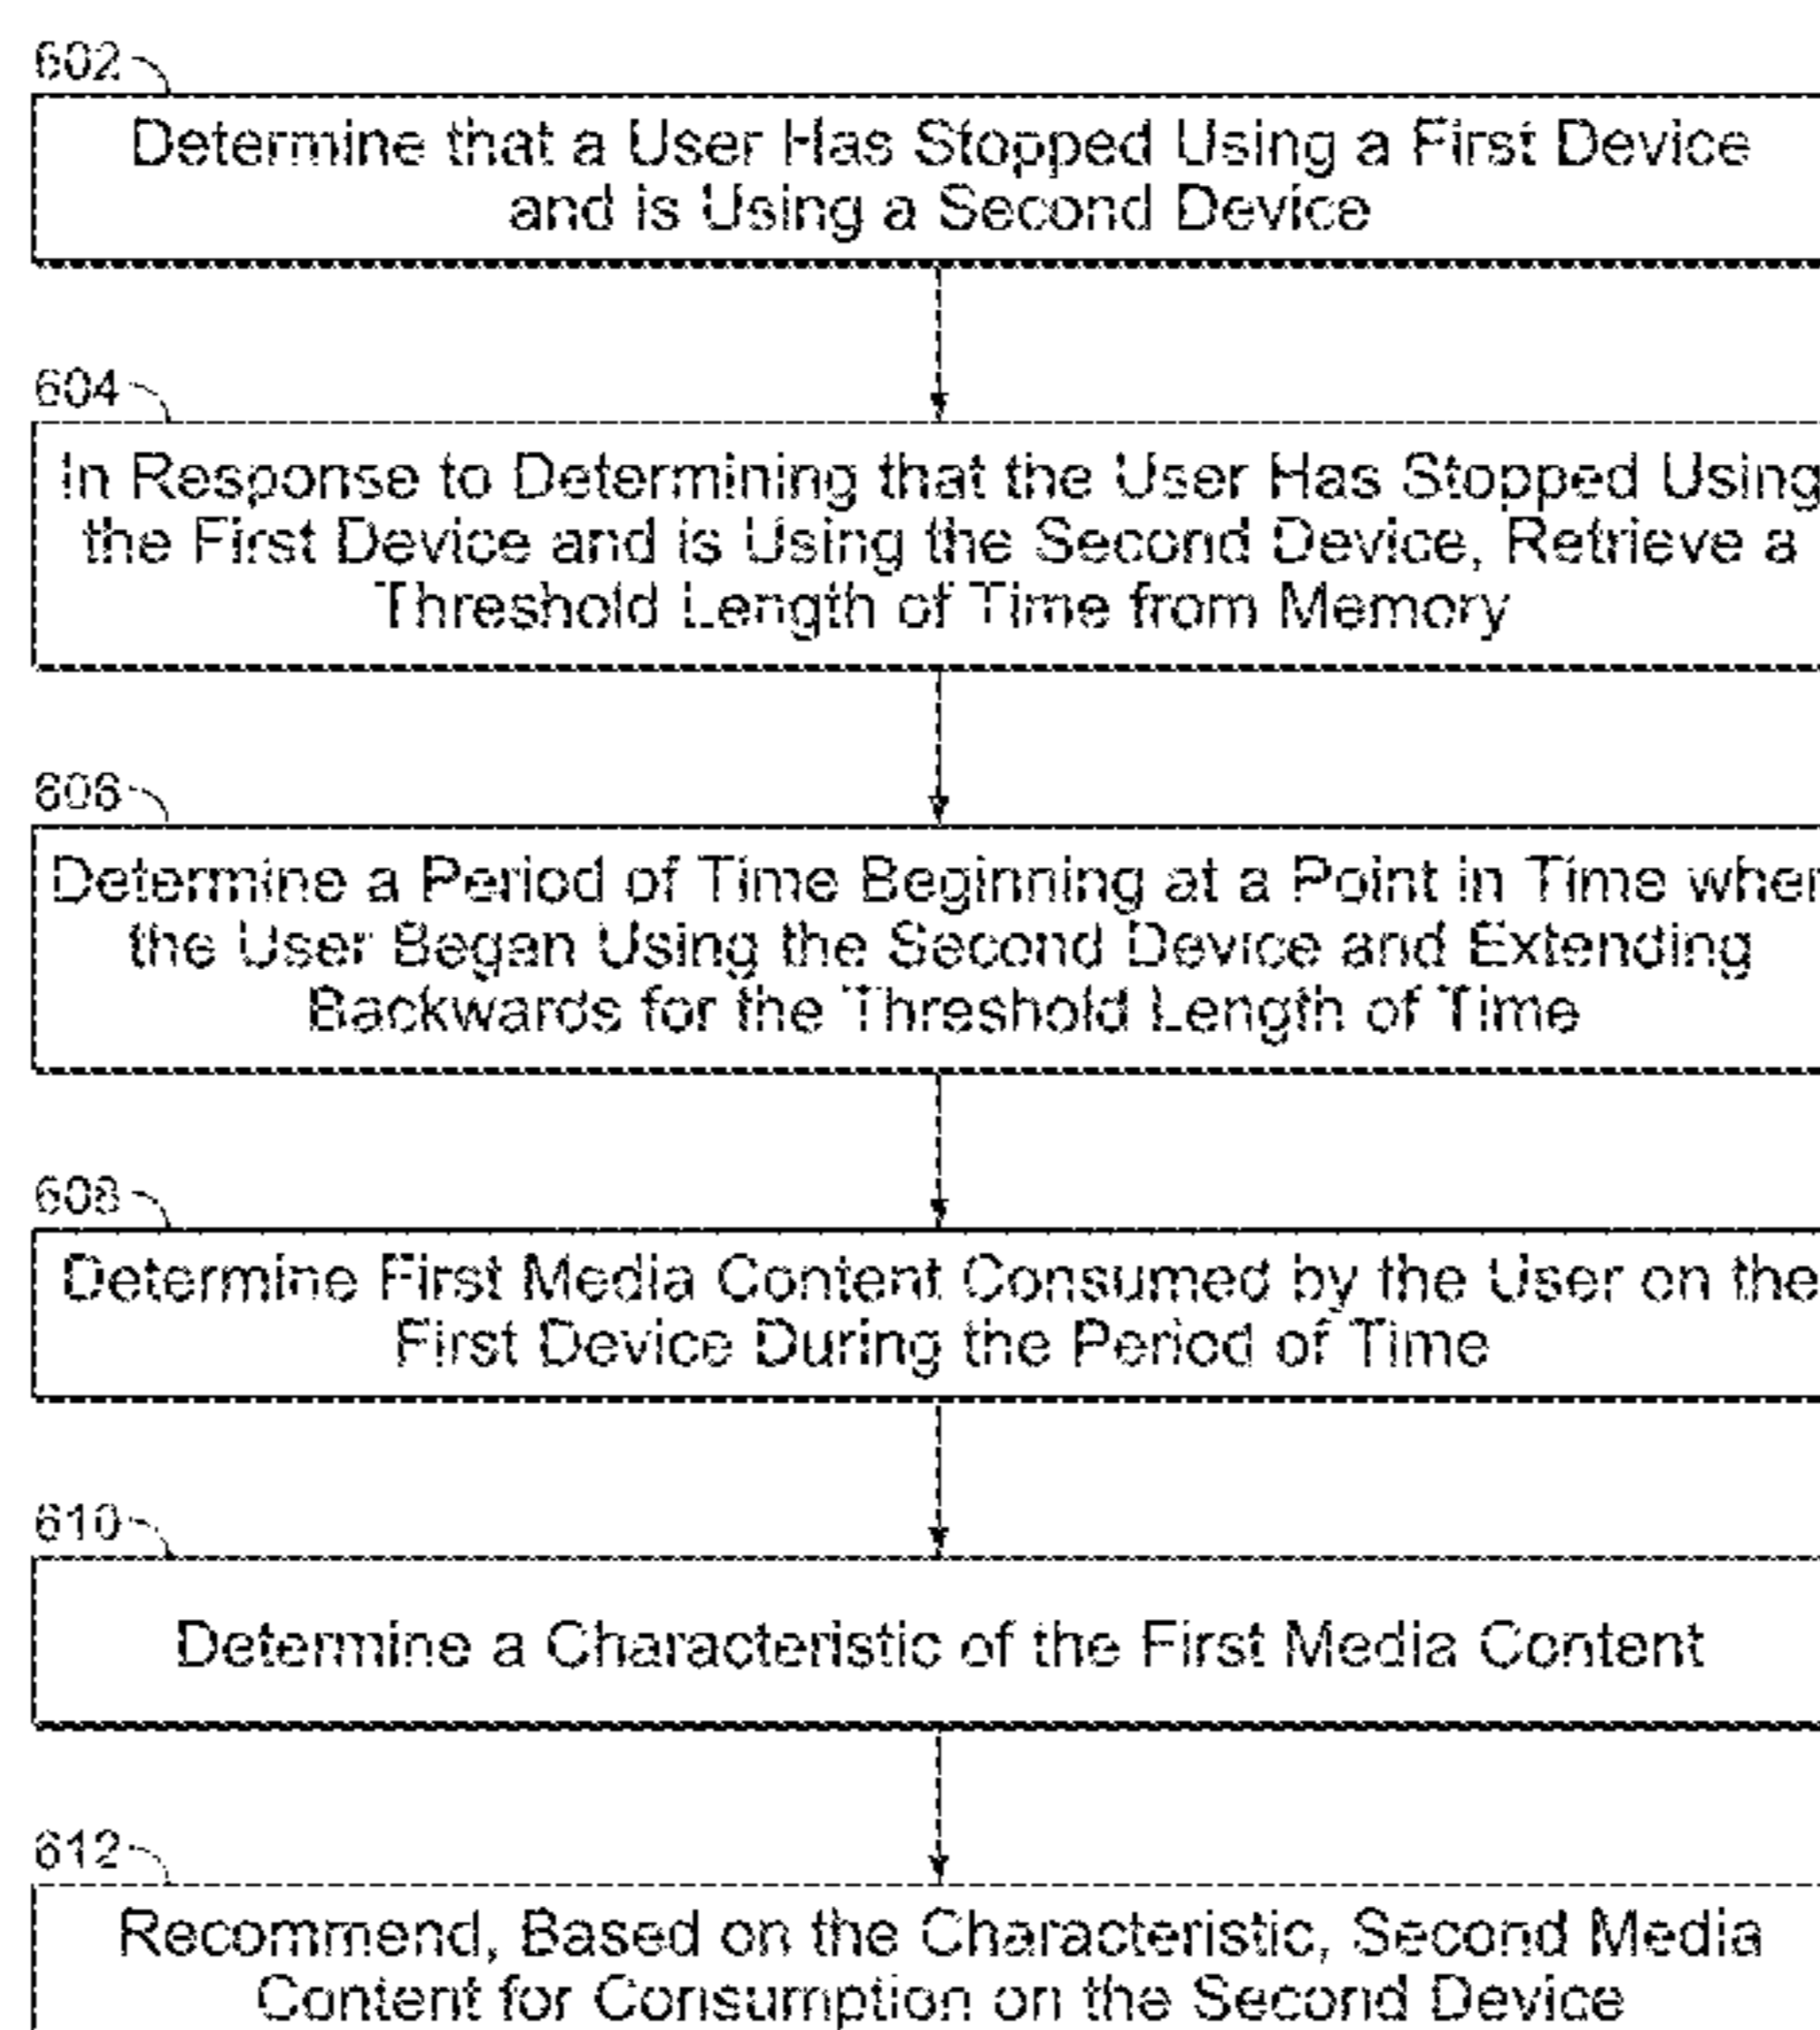 602
Determine that a User Has Stopped Using a First Device
and is Using a Second Device
604
In Response to Determining that the User Has Stopped Using
the First Device and is Using the Second Device, Retrieve a
Threshold Length of Time from Memory
606
Determine a Period of Time Beginning at a Point in Time when
the User Began Using the Second Device and Extending
Backwards for the Threshold Length of Time
608
Determine First Media Content Consumed by the User on the
First Device During the Period of Time
610
Determine a Characteristic of the First Media Content
612
Recommend, Based on the Characteristic, Second Media
Content for Consumption on the Second Device